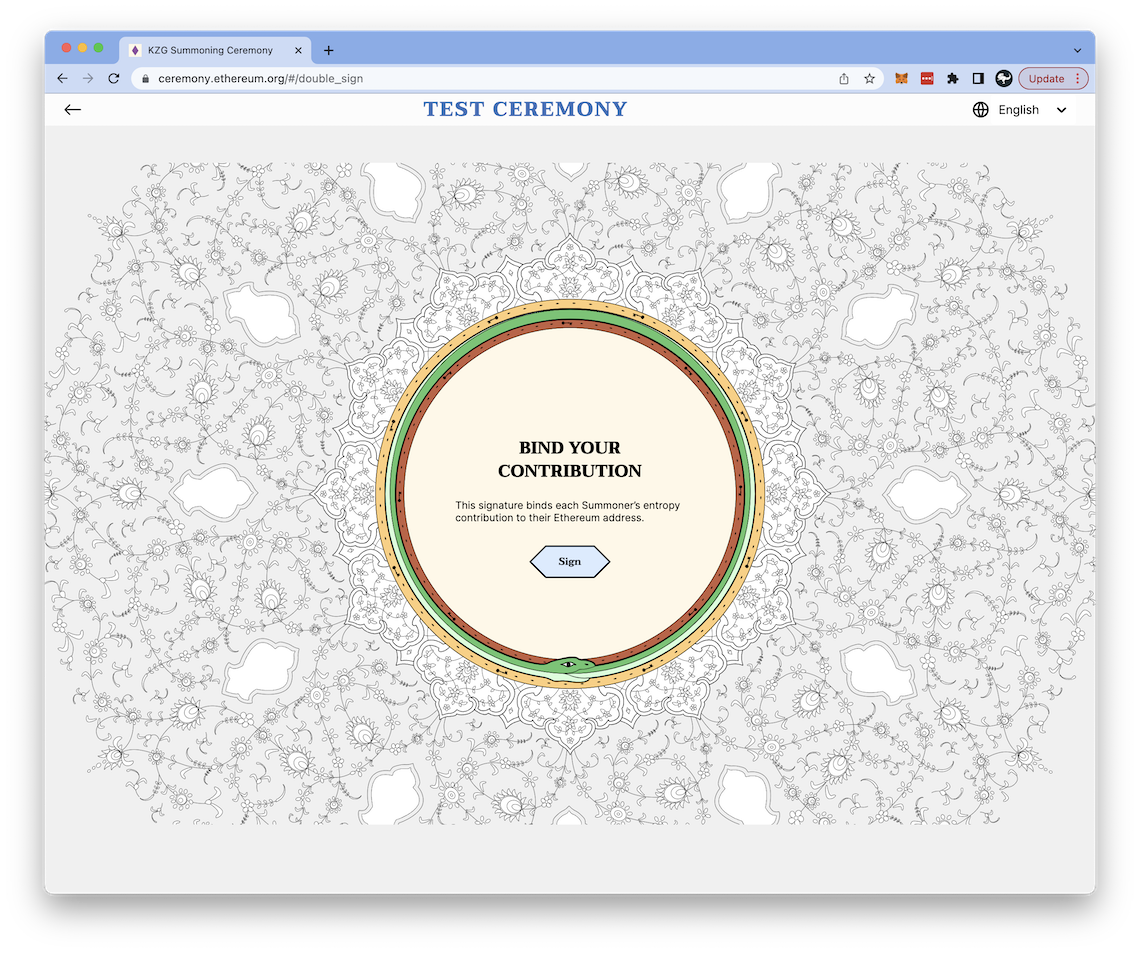 KZG Summoning Ceremony
ceremony.ethereum.org/#/double_sign
Update
TEST CEREMONY
English
BIND YOUR
CONTRIBUTION
This signature binds each Summoner’s entropy
contribution to their Ethereum address.
Sign